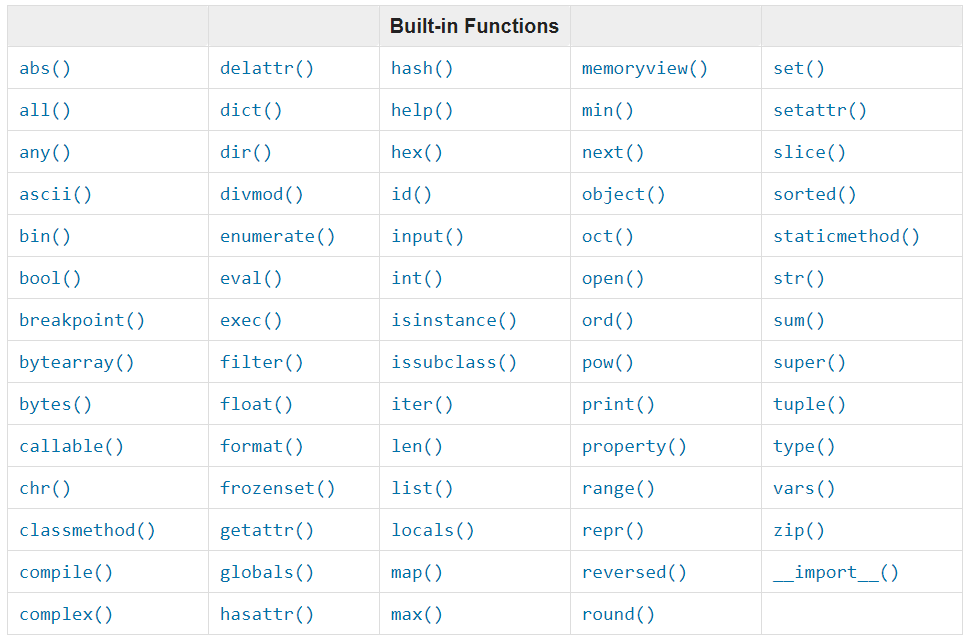 Built-in Functions
abs() delattr() hash() memoryview() set()
all() dict() help() min() setattr()
any() dir() hex() next() slice()
ascii() divmod() id() object() sorted()
bin() enumerate() input() oct() staticmethod()
bool() eval() int() open() str()
breakpoint() exec() isinstance() ord() sum()
bytearray() filter() issubclass() pow() super()
bytes() float() iter() print() tuple()
callable() format() len() property() type()
chr() frozenset() list() range() vars()
classmethod() getattr() locals() repr() zip()
compile() globals() map() reversed() __import__()
complex() hasattr() max() round()